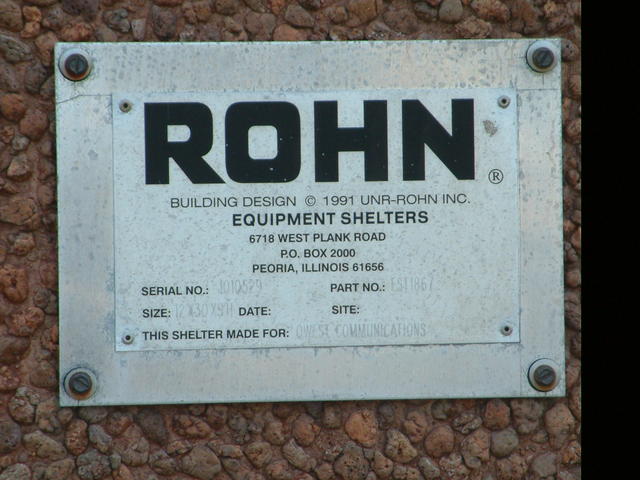 ROHN®
BUILDING DESIGN © 1991 UNR-ROHN INC.
EQUIPMENT SHELTERS
6718 WEST PLANK ROAD
P.O. BOX 2000
PEORIA, ILLINOIS 61656
SERIAL NO.: PART NO.:
SIZE: DATE: SITE:
THIS SHELTER MADE FOR: QWEST COMMUNICATIONS